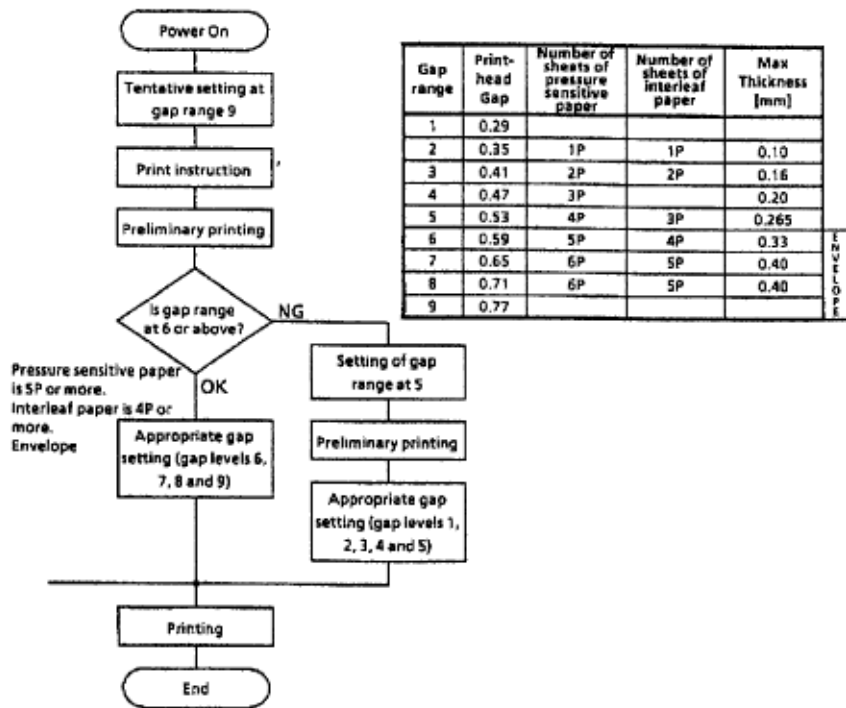 Power On
Tentative setting at
gap range 9
Print instruction
Preliminary printing
Is gap range
at 6 or above?
NG
OK
Pressure sensitive paper
is 5P or more.
Interleaf paper is 4P or
more.
Envelope
Appropriate gap
setting (gap levels 6,
7, 8 and 9)
Setting of gap
range at 5
Preliminary printing
Appropriate gap
setting (gap levels 1,
2, 3, 4 and 5)
Printing
End
Gap range Print-head Gap Number of sheets of pressure sensitive paper Number of sheets of interleaf paper Max Thickness [mm]
1 0.29
2 0.35 1P 1P 0.10
3 0.41 2P 2P 0.16
4 0.47 3P 0.20
5 0.53 4P 3P 0.265
6 0.59 5P 4P 0.33
7 0.65 6P 5P 0.40
8 0.71 6P 5P 0.40
9 0.77
ENVELOPE